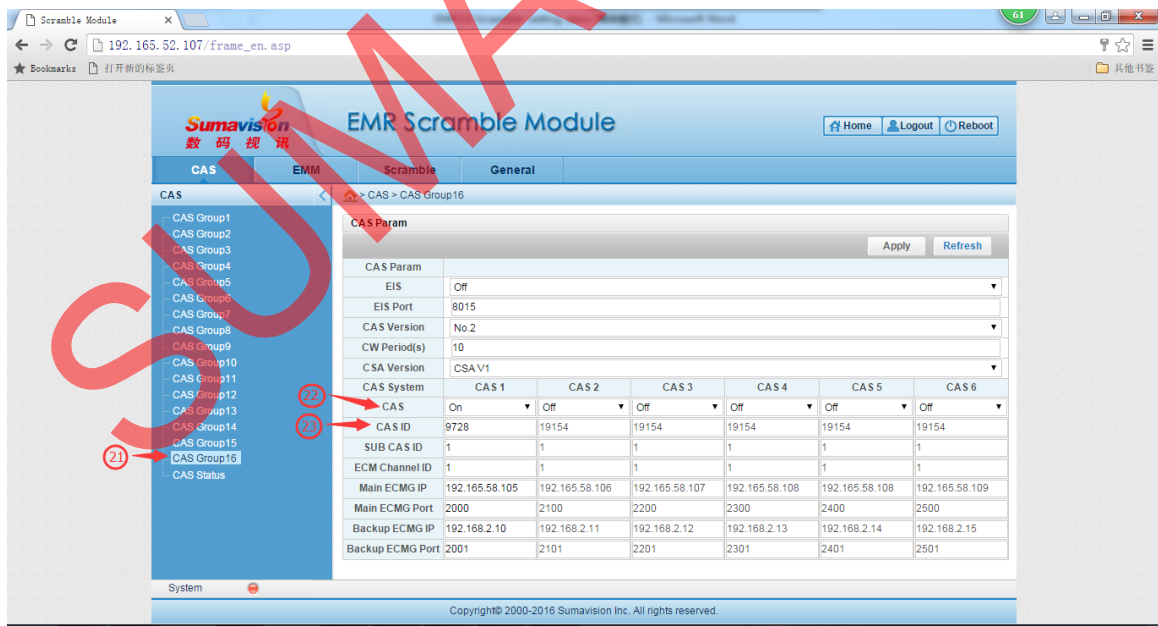 Scramble Module
61
192.165.52.107/frame_en.asp
Bookmarks 打开新的标签页 其他书签
Sumavision
数码视讯
EMR Scramble Module
Home Logout Reboot
CAS EMM Scramble General
CAS > CAS > CAS Group16
CAS Group1
CAS Group2
CAS Group3
CAS Group4
CAS Group5
CAS Group6
CAS Group7
CAS Group8
CAS Group9
CAS Group10
CAS Group11
CAS Group12
CAS Group13
CAS Group14
CAS Group15
CAS Group16
CAS Status
21
22
23
CAS Param
Apply Refresh
CAS Param
EIS Off
EIS Port 8015
CAS Version No.2
CW Period(s) 10
CSA Version CSA V1
CAS System CAS 1 CAS 2 CAS 3 CAS 4 CAS 5 CAS 6
CAS On Off Off Off Off Off
CAS ID 9728 19154 19154 19154 19154 19154
SUB CAS ID 1 1 1 1 1 1
ECM Channel ID 1 1 1 1 1 1
Main ECMG IP 192.165.58.105 192.165.58.106 192.165.58.107 192.165.58.108 192.165.58.108 192.165.58.109
Main ECMG Port 2000 2100 2200 2300 2400 2500
Backup ECMG IP 192.168.2.10 192.168.2.11 192.168.2.12 192.168.2.13 192.168.2.14 192.168.2.15
Backup ECMG Port 2001 2101 2201 2301 2401 2501
System
Copyright© 2000-2016 Sumavision Inc. All rights reserved.
SUMA